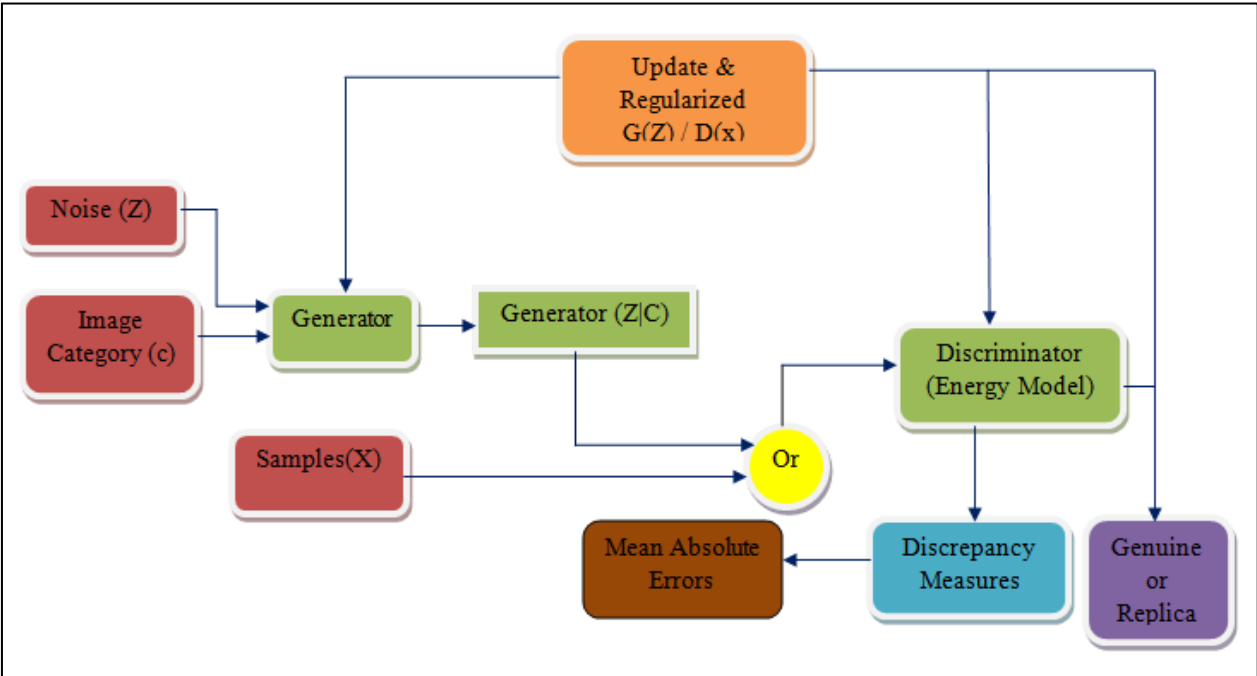 Update &
Regularized
G(Z) / D(x)
Noise (Z)
Image
Category (c)
Generator
Generator (Z|C)
Discriminator
(Energy Model)
Samples(X)
Or
Mean Absolute
Errors
Discrepancy
Measures
Genuine
or
Replica